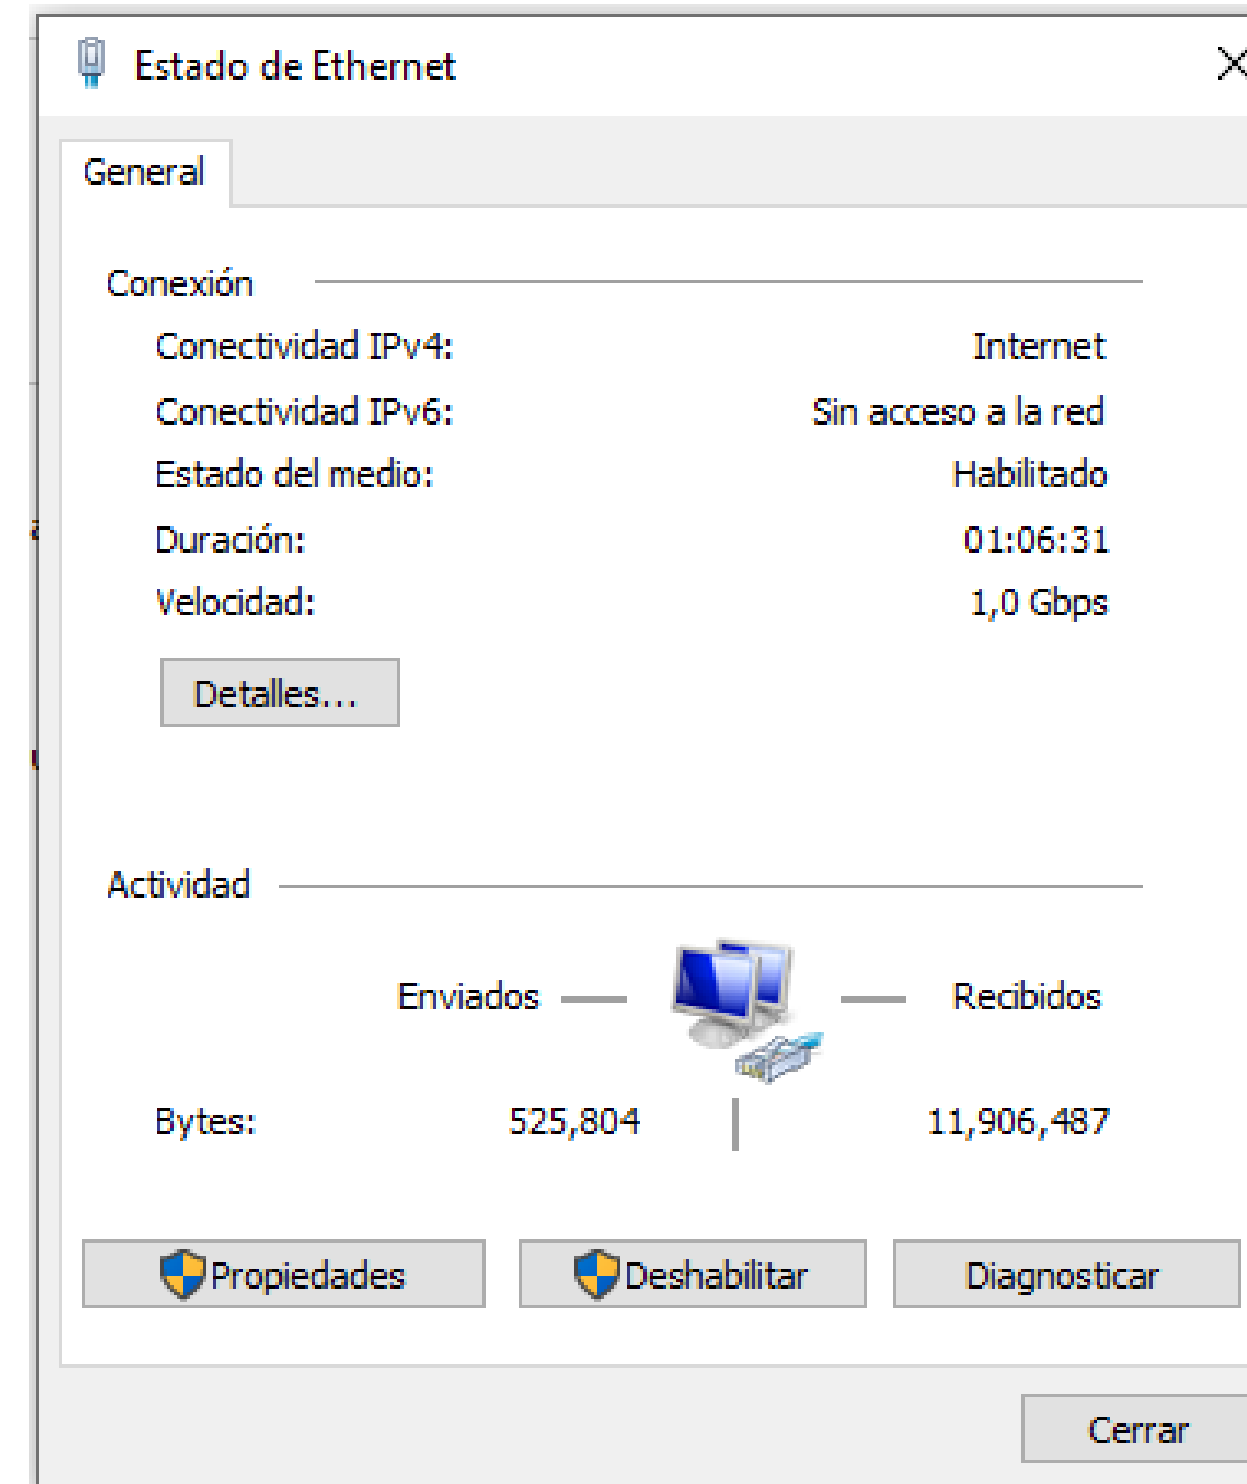 Estado de Ethernet
General
Conexión
Conectividad IPv4: Internet
Conectividad IPv6: Sin acceso a la red
Estado del medio: Habilitado
Duración: 01:06:31
Velocidad: 1,0 Gbps
Detalles...
Actividad
Enviados Recibidos
Bytes: 525,804 11,906,487
Propiedades Deshabilitar Diagnosticar
Cerrar